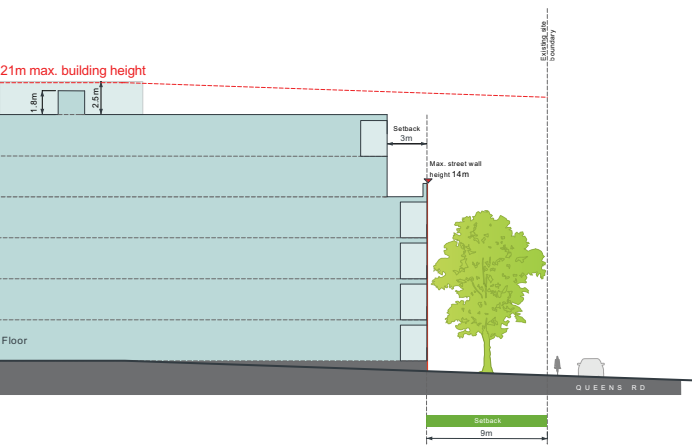 Existing site
boundary
21m max. building height
1.8m
2.5m
Setback
3m
Max. street wall
height 14m
Floor
QUEENS RD
Setback
9m